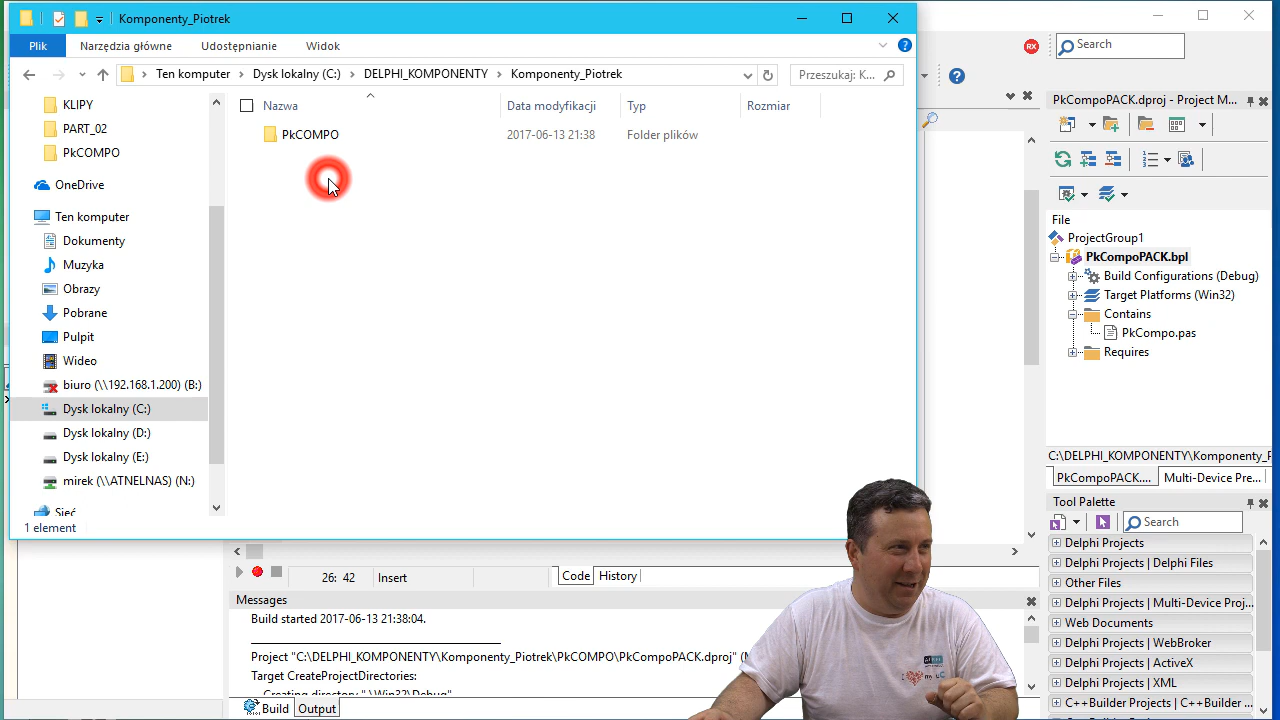 Komponenty_Piotrek
Plik
Narzędzia główne
Udostępnianie
Widok
Ten komputer
Dysk lokalny (C:)
DELPHI_KOMPONENTY
Komponenty_Piotrek
Przeszukaj: K...
KLIPY
PART_02
PkCOMPO
OneDrive
Ten komputer
Dokumenty
Muzyka
Obrazy
Pobrane
Pulpit
Wideo
biuro (\\192.168.1.200) (B:)
Dysk lokalny (C:)
Dysk lokalny (D:)
Dysk lokalny (E:)
mirek (\\ATNELNAS) (N:)
Sieć
Nazwa
Data modyfikacji
Typ
Rozmiar
PkCOMPO
2017-06-13 21:38
Folder plików
1 element
RX
Search
PkCompoPACK.dproj - Project M...
File
ProjectGroup1
PkCompoPACK.bpl
Build Configurations (Debug)
Target Platforms (Win32)
Contains
PkCompo.pas
Requires
C:\DELPHI_KOMPONENTY\Komponenty_P
PkCompoPACK....
Multi-Device Pre...
Tool Palette
Search
Delphi Projects
Delphi Projects | Delphi Files
Other Files
Delphi Projects | Multi-Device Proj...
Web Documents
Delphi Projects | WebBroker
Delphi Projects | ActiveX
Delphi Projects | XML
C++Builder Projects | C++Builder ...
26: 42
Insert
Code
History
Messages
Build started 2017-06-13 21:38:04.
Project "C:\DELPHI_KOMPONENTY\Komponenty_Piotrek\PkCOMPO\PkCompoPACK.dproj"
Target CreateProjectDirectories:
Creating directory ".\Win32\Debug".
Build
Output